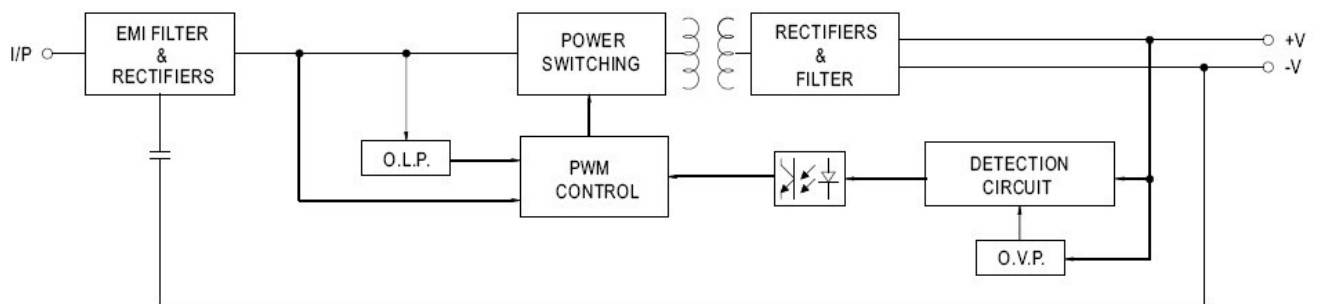 I/P
EMI FILTER
&
RECTIFIERS
POWER
SWITCHING
RECTIFIERS
&
FILTER
+V
-V
O.L.P.
PWM
CONTROL
DETECTION
CIRCUIT
O.V.P.